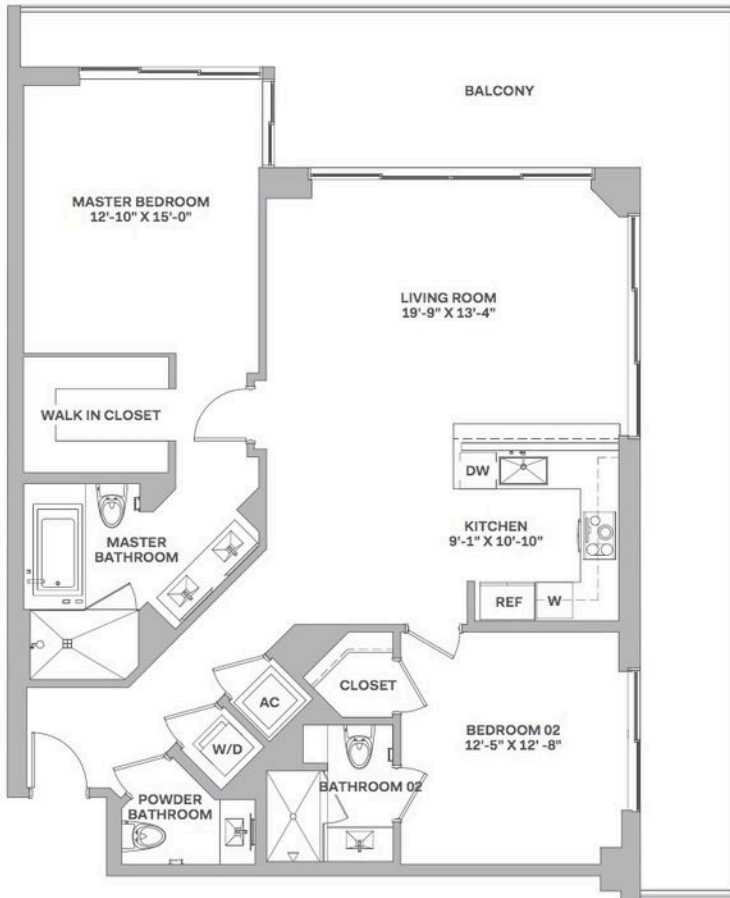 BALCONY
MASTER BEDROOM
12'-10" X 15'-0"
LIVING ROOM
19'-9" X 13'-4"
WALK IN CLOSET
DW
KITCHEN
9'-1" X 10'-10"
MASTER
BATHROOM
REF
W
CLOSET
AC
BEDROOM 02
12'-5" X 12' -8"
W/D
BATHROOM 02
POWDER
BATHROOM